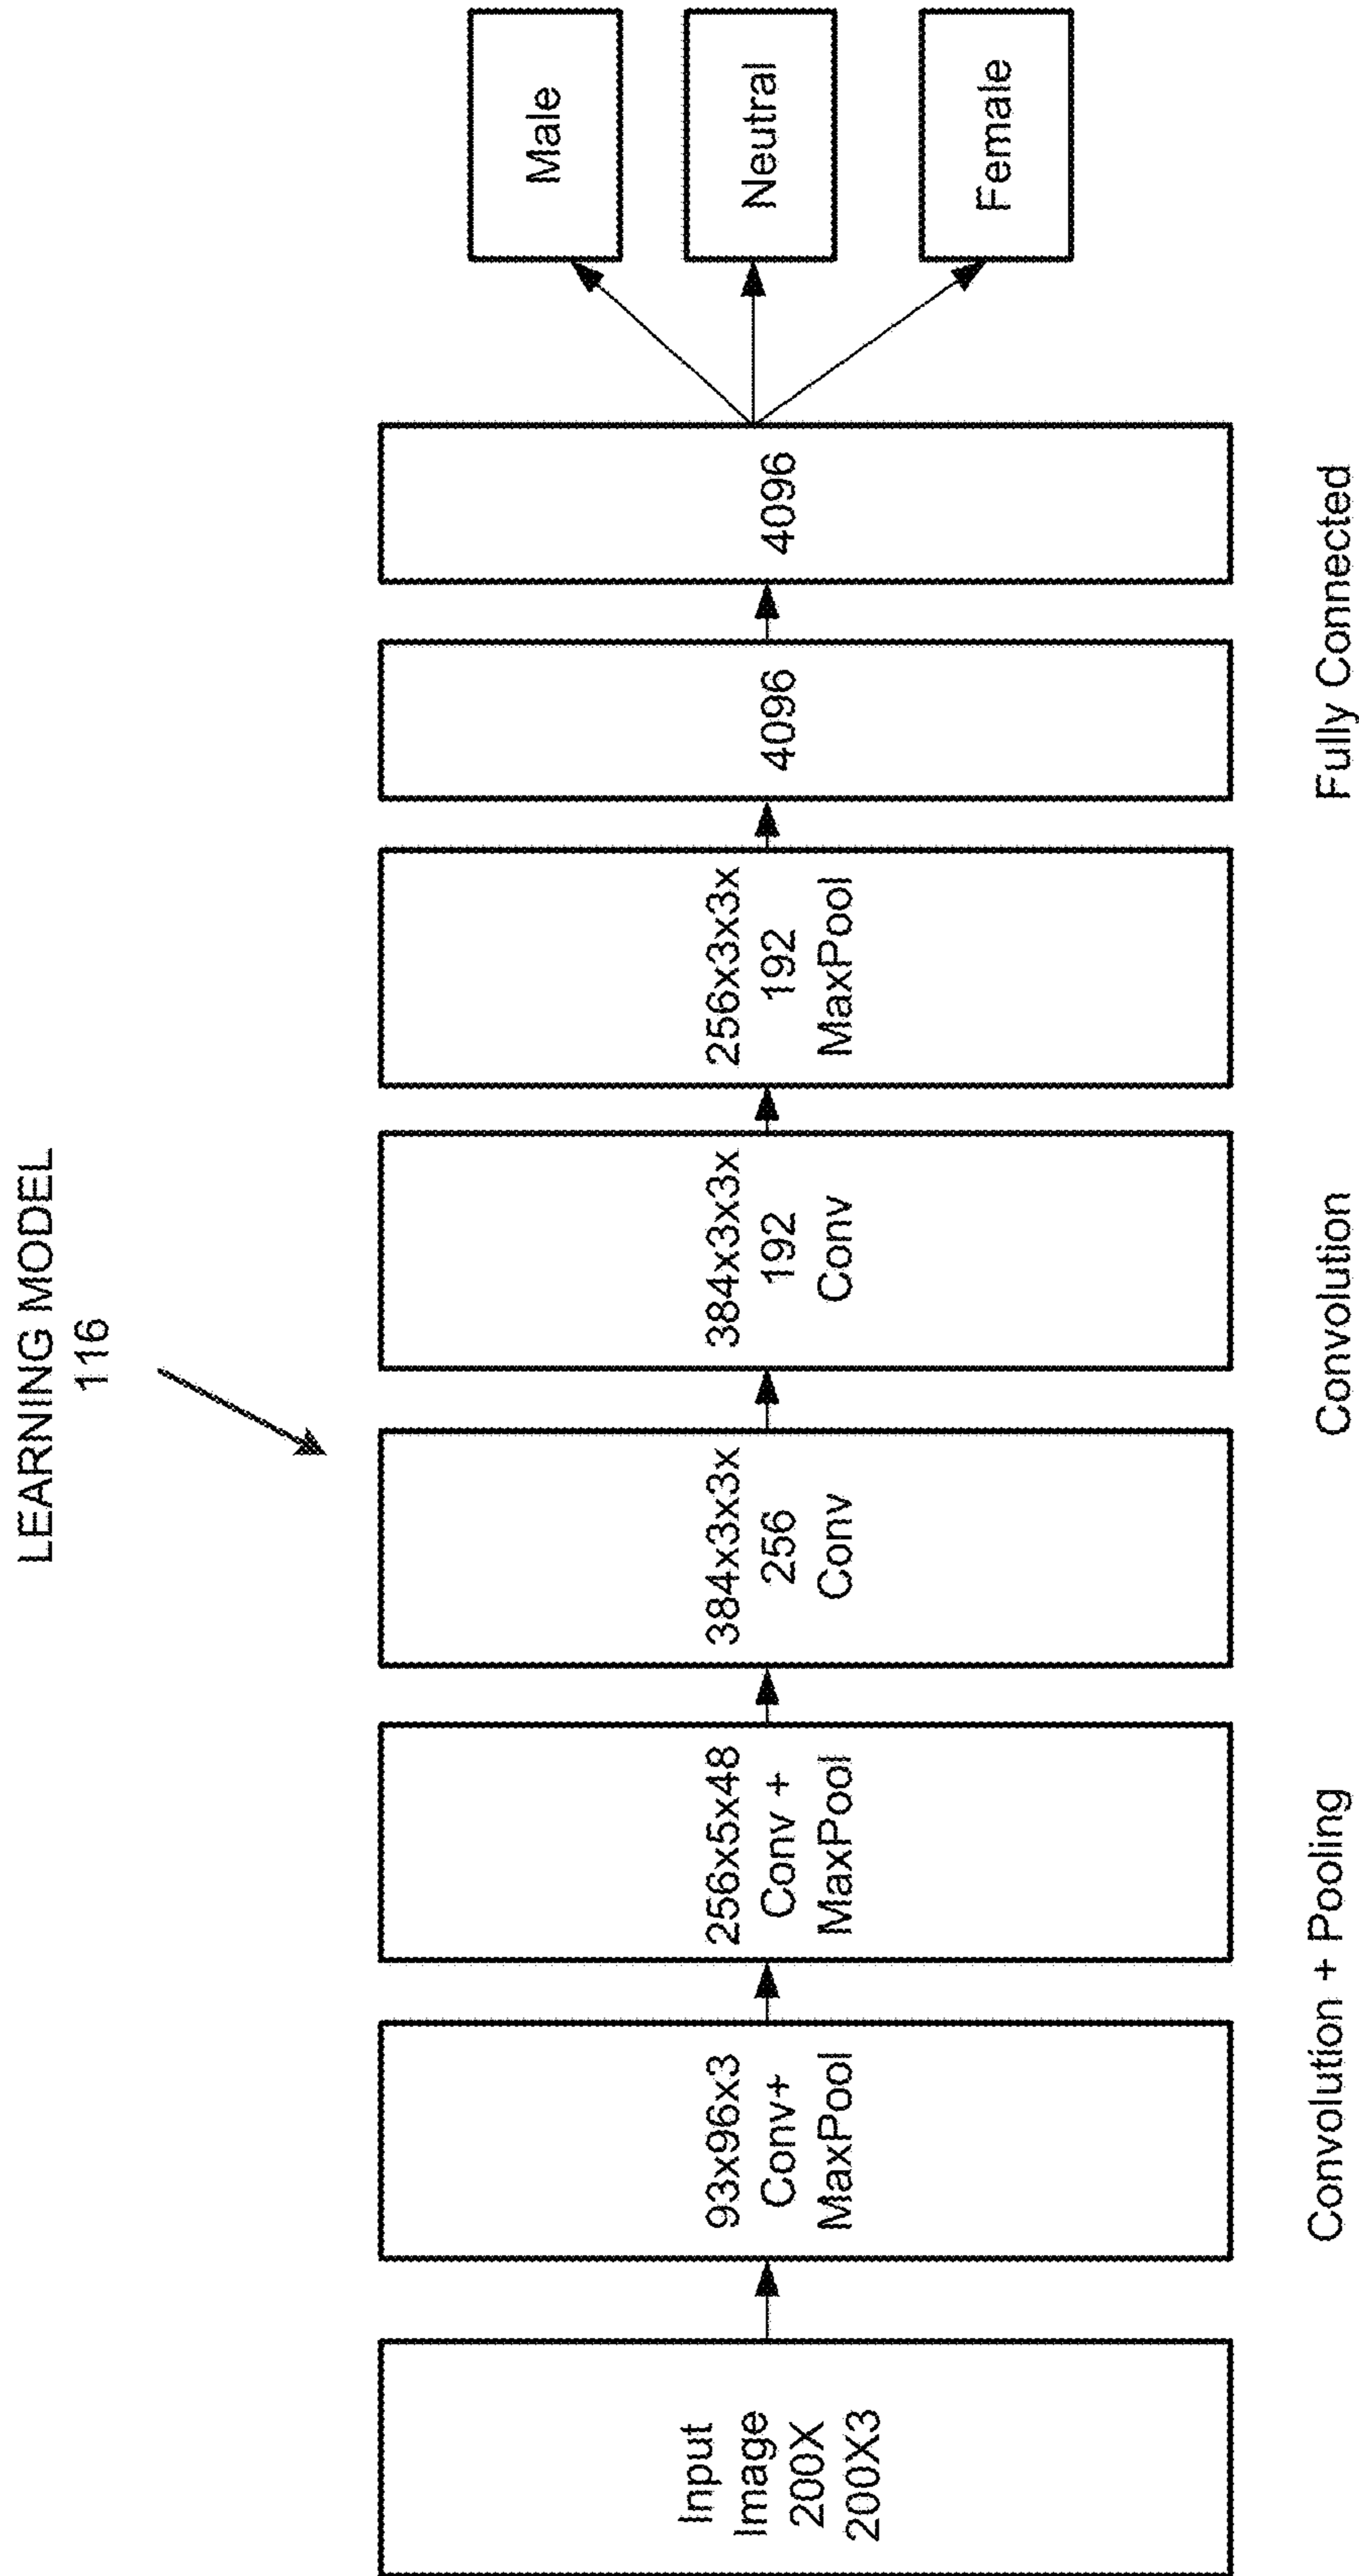 LEARNING MODEL
116
Input
Image
200X
200X3
93x96x3
Conv+
MaxPool
256x5x48
Conv +
MaxPool
384x3x3x
256
Conv
384x3x3x
192
Conv
256x3x3x
192
MaxPool
4096
4096
Male
Neutral
Female
Convolution + Pooling
Convolution
Fully Connected